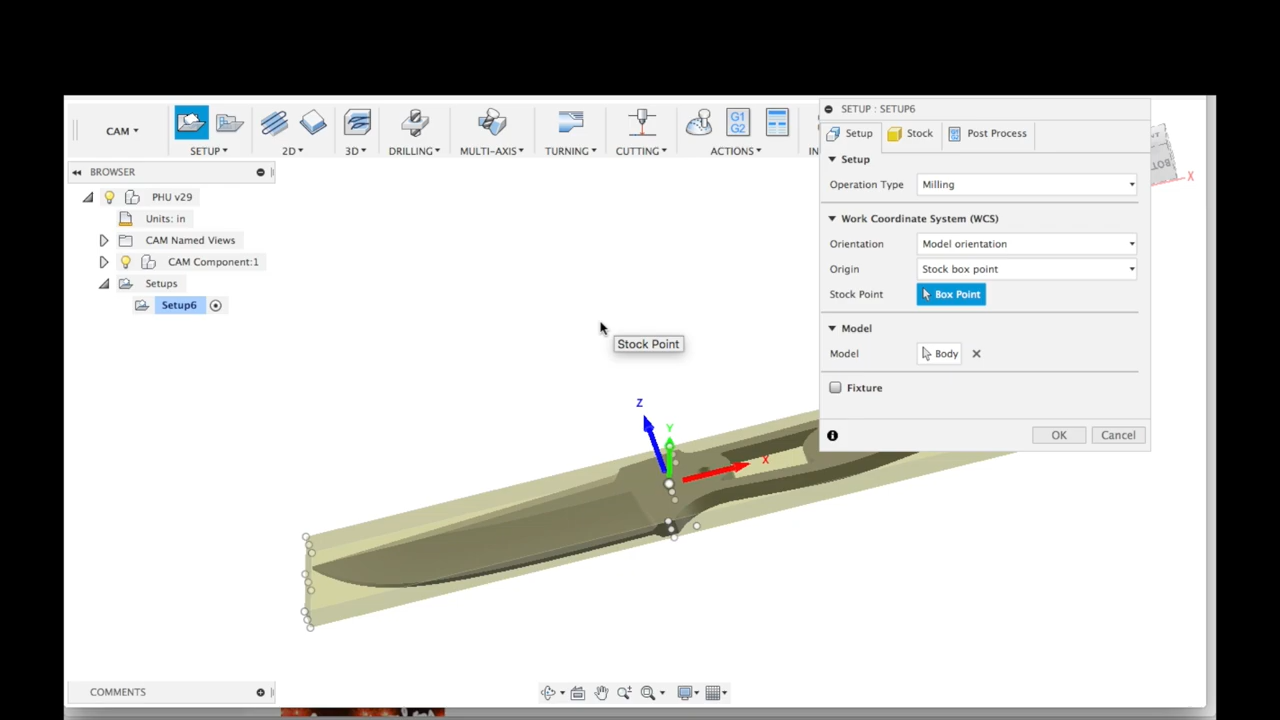 SETUP : SETUP6
CAM
G1
G2
SETUP
2D
3D
DRILLING
MULTI-AXIS
TURNING
CUTTING
ACTIONS
IN
Setup
Stock
Post Process
BROWSER
PHU v29
Units: in
CAM Named Views
CAM Component:1
Setups
Setup6
Setup
Operation Type
Milling
Work Coordinate System (WCS)
Orientation
Model orientation
Origin
Stock box point
Stock Point
Box Point
Model
Model
Body
Fixture
OK
Cancel
X
Stock Point
Z
Y
X
COMMENTS